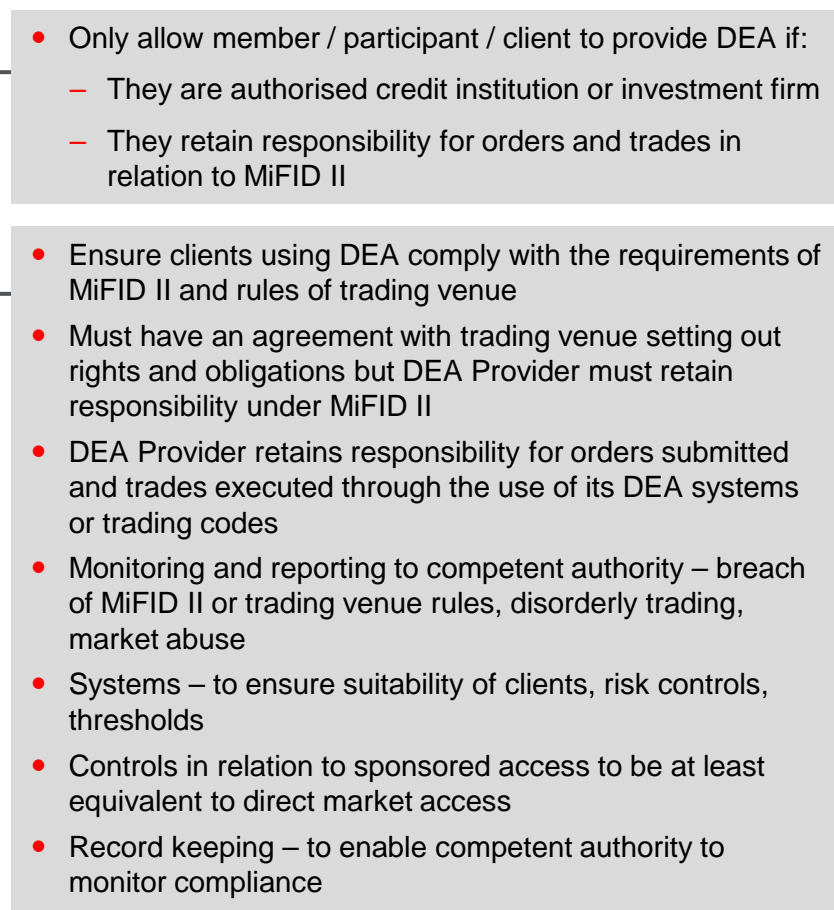 • Only allow member / participant / client to provide DEA if:
– They are authorised credit institution or investment firm
– They retain responsibility for orders and trades in
relation to MiFID II
• Ensure clients using DEA comply with the requirements of
MiFID II and rules of trading venue
• Must have an agreement with trading venue setting out
rights and obligations but DEA Provider must retain
responsibility under MiFID II
• DEA Provider retains responsibility for orders submitted
and trades executed through the use of its DEA systems
or trading codes
• Monitoring and reporting to competent authority – breach
of MiFID II or trading venue rules, disorderly trading,
market abuse
• Systems – to ensure suitability of clients, risk controls,
thresholds
• Controls in relation to sponsored access to be at least
equivalent to direct market access
• Record keeping – to enable competent authority to
monitor compliance